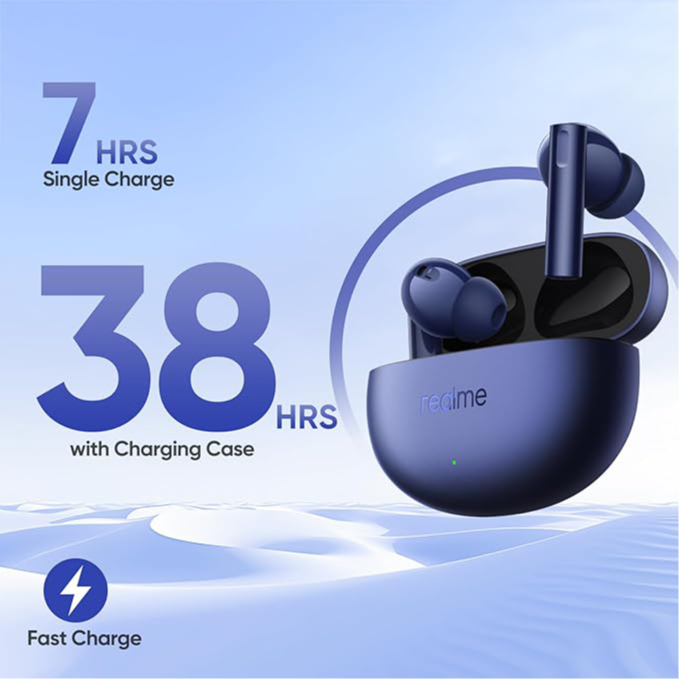 7 HRS
Single Charge
38 HRS
with Charging Case
realme
Fast Charge